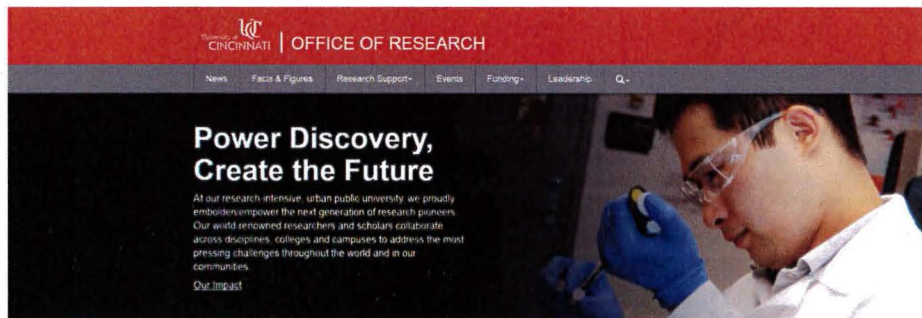 UC
University of
CINCINNATI | OFFICE OF RESEARCH
News Facts & Figures Research Support Events Funding Leadership
Power Discovery,
Create the Future
At our research-intensive, urban public university, we proudly
embolden/empower the next generation of research pioneers.
Our world renowned researchers and scholars collaborate
across disciplines, colleges and campuses to address the most
pressing challenges throughout the world and in our
communities.
Our Impact